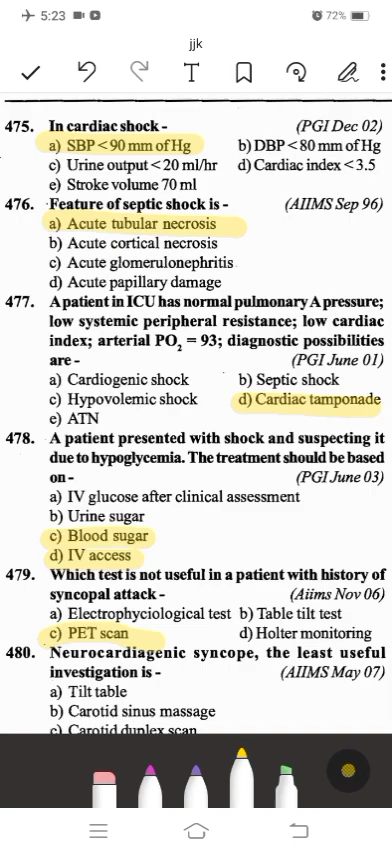 5:23
72%
jjk
T
475. In cardiac shock - (PGI Dec 02)
a) SBP < 90 mm of Hg b) DBP < 80 mm of Hg
c) Urine output < 20 ml/hr d) Cardiac index < 3.5
e) Stroke volume 70 ml
476. Feature of septic shock is - (AIIMS Sep 96)
a) Acute tubular necrosis
b) Acute cortical necrosis
c) Acute glomerulonephritis
d) Acute papillary damage
477. A patient in ICU has normal pulmonary A pressure;
low systemic peripheral resistance; low cardiac
index; arterial PO₂ = 93; diagnostic possibilities
are - (PGI June 01)
a) Cardiogenic shock b) Septic shock
c) Hypovolemic shock d) Cardiac tamponade
e) ATN
478. A patient presented with shock and suspecting it
due to hypoglycemia. The treatment should be based
on - (PGI June 03)
a) IV glucose after clinical assessment
b) Urine sugar
c) Blood sugar
d) IV access
479. Which test is not useful in a patient with history of
syncopal attack - (Aiims Nov 06)
a) Electrophyciological test b) Table tilt test
c) PET scan d) Holter monitoring
480. Neurocardiagenic syncope, the least useful
investigation is - (AIIMS May 07)
a) Tilt table
b) Carotid sinus massage
c) Carotid duplex scan